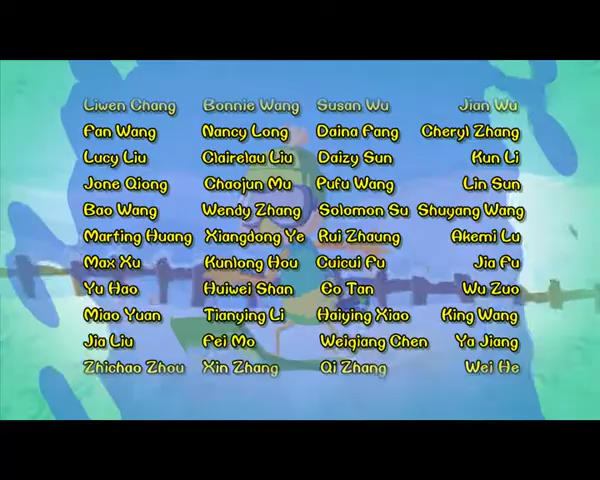 Liwen Chang Bonnie Wang Susan Wu Jian Wu
Fan Wang Nancy Long Daina Fang Cheryl Zhang
Lucy Liu Clairelau Liu Daizy Sun Kun Li
Jone Qiong Chaojun Mu Pufu Wang Lin Sun
Bao Wang Wendy Zhang Solomon Su Shuyang Wang
Marting Huang Xiangdong Ye Rui Zhaung Akemi Lu
Max Xu Kunlong Hou Cuicui Fu Jia Fu
Yu Hao Huiwei Shan Bo Tan Wu Zuo
Miao Yuan Tianying Li Haiying Xiao King Wang
Jia Liu Fei Mo Weiqiang Chen Ya Jiang
Zhichao Zhou Xin Zhang Qi Zhang Wei He